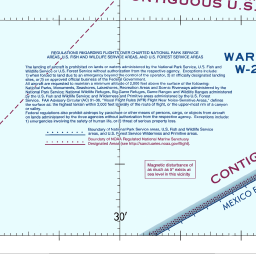 CONTIGUOUS U.S.
REGULATIONS REGARDING FLIGHTS OVER CHARTED NATIONAL PARK SERVICE
AREAS, U.S. FISH AND WILDLIFE SERVICE AREAS, AND U.S. FOREST SERVICE AREAS
WAR
W-2
The landing of aircraft is prohibited on lands or waters administered by the National Park Service, U.S. Fish and
Wildlife Service or U.S. Forest Service without authorization from the respective agency. Exceptions include:
1) when forced to land due to an emergency beyond the control of the operator, 2) at officially designated landing
sites, or 3) on approved official business of the Federal Government.
All aircraft are requested to maintain a minimum altitude of 2,000 feet above the surface of the following:
National Parks, Monuments, Seashores, Lakeshores, Recreation Areas and Scenic Riverways administered by the
National Park Service; National Wildlife Refuges, Big Game Refuges, Game Ranges and Wildlife Ranges administered
by the U.S. Fish and Wildlife Service; and Wilderness and Primitive areas administered by the U.S. Forest
Service. FAA Advisory Circular (AC) 91-36, "Visual Flight Rules (VFR) Flight Near Noise-Sensitive Areas," defines
the surface as: the highest terrain within 2,000 feet laterally of the route of flight, or the upper-most rim of a canyon
or valley.
Federal regulations also prohibit airdrops by parachute or other means of persons, cargo, or objects from aircraft
on lands administered by the three agencies without authorization from the respective agency. Exceptions include:
1) emergencies involving the safety of human life, or 2) threat of serious property loss.
Boundary of National Park Service areas, U.S. Fish and Wildlife Service
areas, and U.S. Forest Service Wilderness and Primitive areas.
Boundary of NOAA Regulated National Marine Sanctuary
Designated Areas
Magnetic disturbance of
as much as 5° exists at
sea level in this vicinity
CONTIG
30'
MEXICO